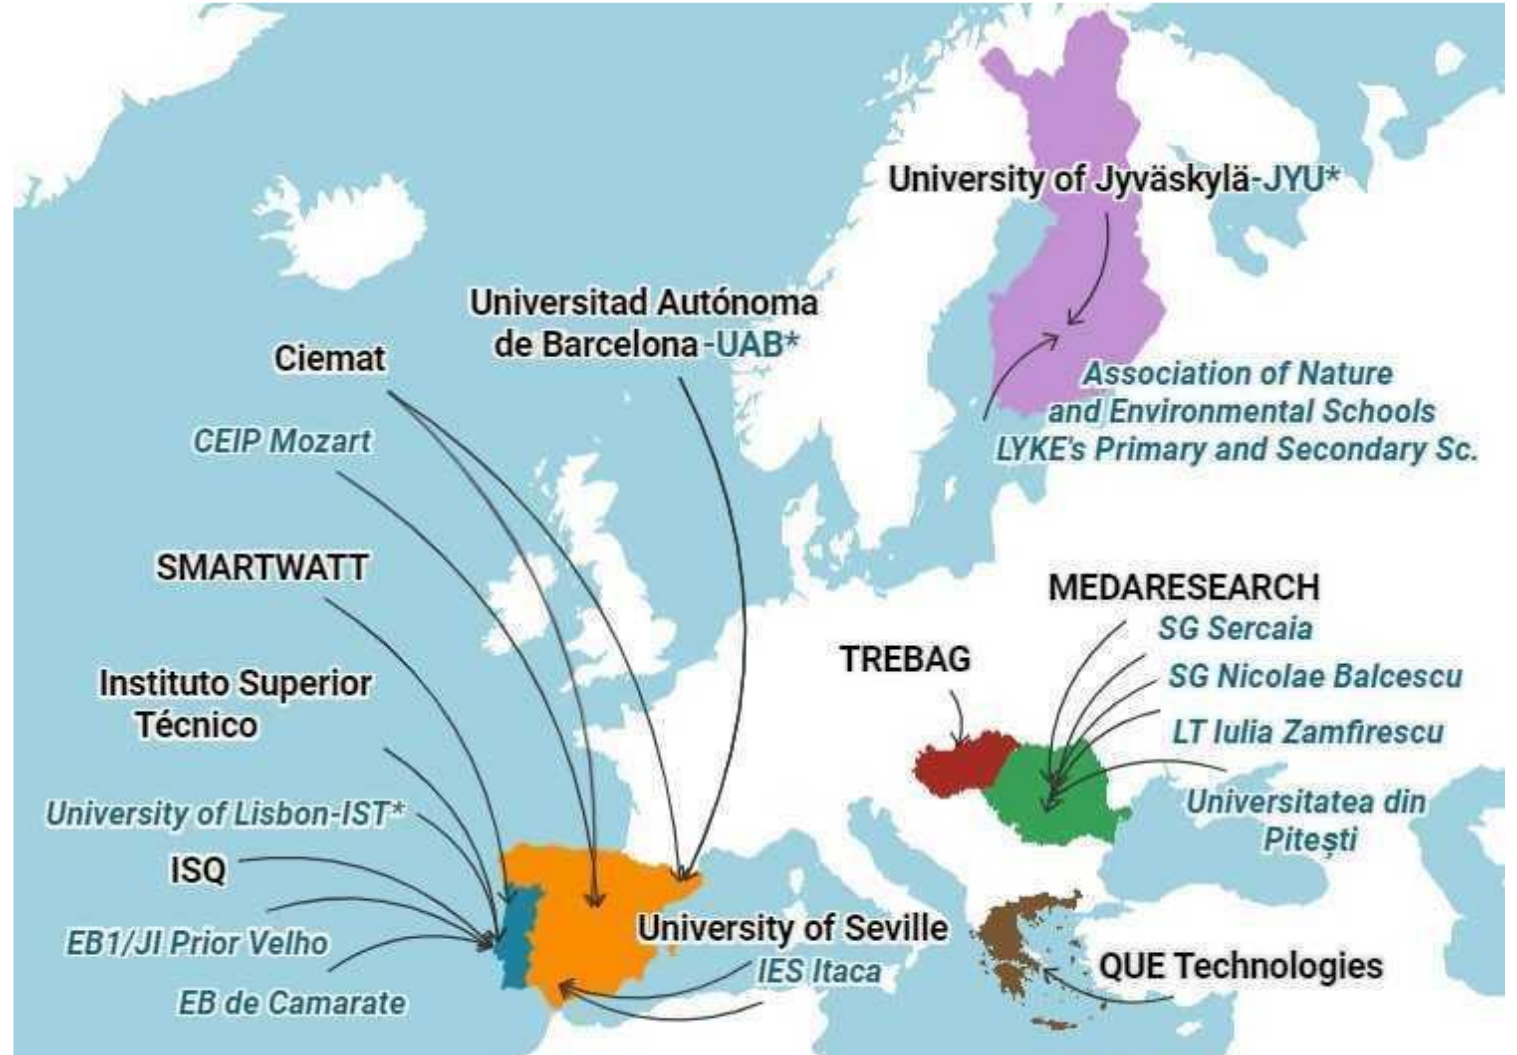 University of Jyväskylä-JYU*
Universitad Autónoma
de Barcelona-UAB*
Ciemat
Association of Nature
and Environmental Schools
LYKE's Primary and Secondary Sc.
CEIP Mozart
SMARTWATT
MEDARESEARCH
SG Sercaia
TREBAG
SG Nicolae Balcescu
Instituto Superior
Técnico
LT Iulia Zamfirescu
University of Lisbon-IST*
Universitatea din
Pitești
ISQ
EB1/JI Prior Velho
University of Seville
IES Itaca
QUE Technologies
EB de Camarate